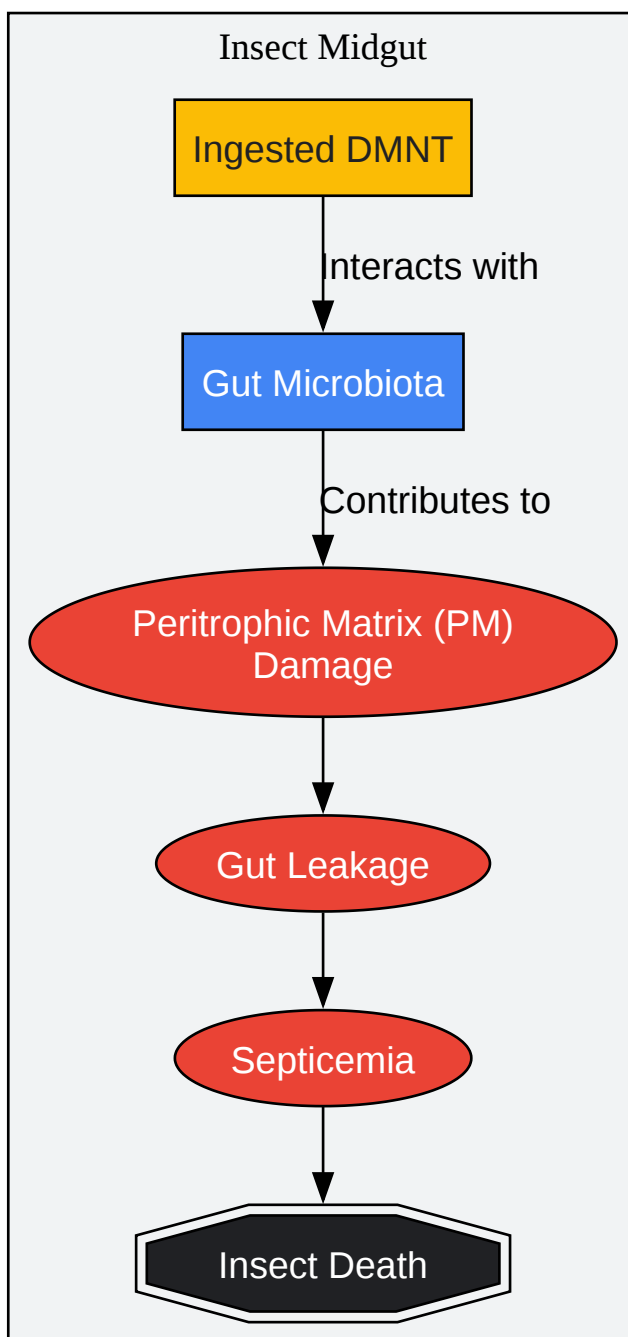 Insect Midgut
Ingested DMNT
Interacts with
Gut Microbiota
Contributes to
Peritrophic Matrix (PM)
Damage
Gut Leakage
Septicemia
Insect Death